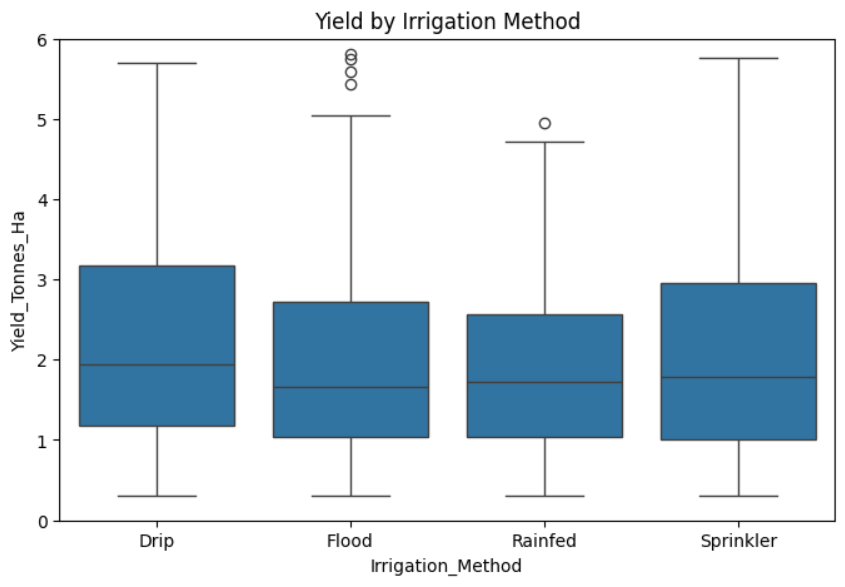 Yield by Irrigation Method
6
5
4
3
2
1
0
Yield_Tonnes_Ha
Drip
Flood
Rainfed
Sprinkler
Irrigation_Method